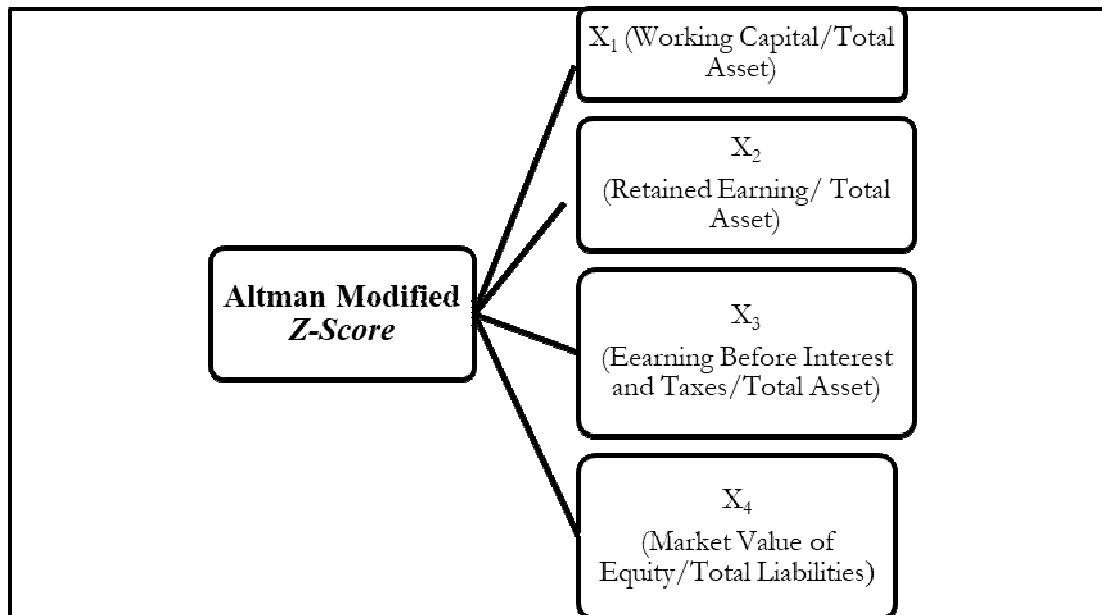 X₁ (Working Capital/Total
Asset)
X₂
(Retained Earning/ Total
Asset)
Altman Modified
Z-Score
X₃
(Eearning Before Interest
and Taxes/Total Asset)
X₄
(Market Value of
Equity/Total Liabilities)